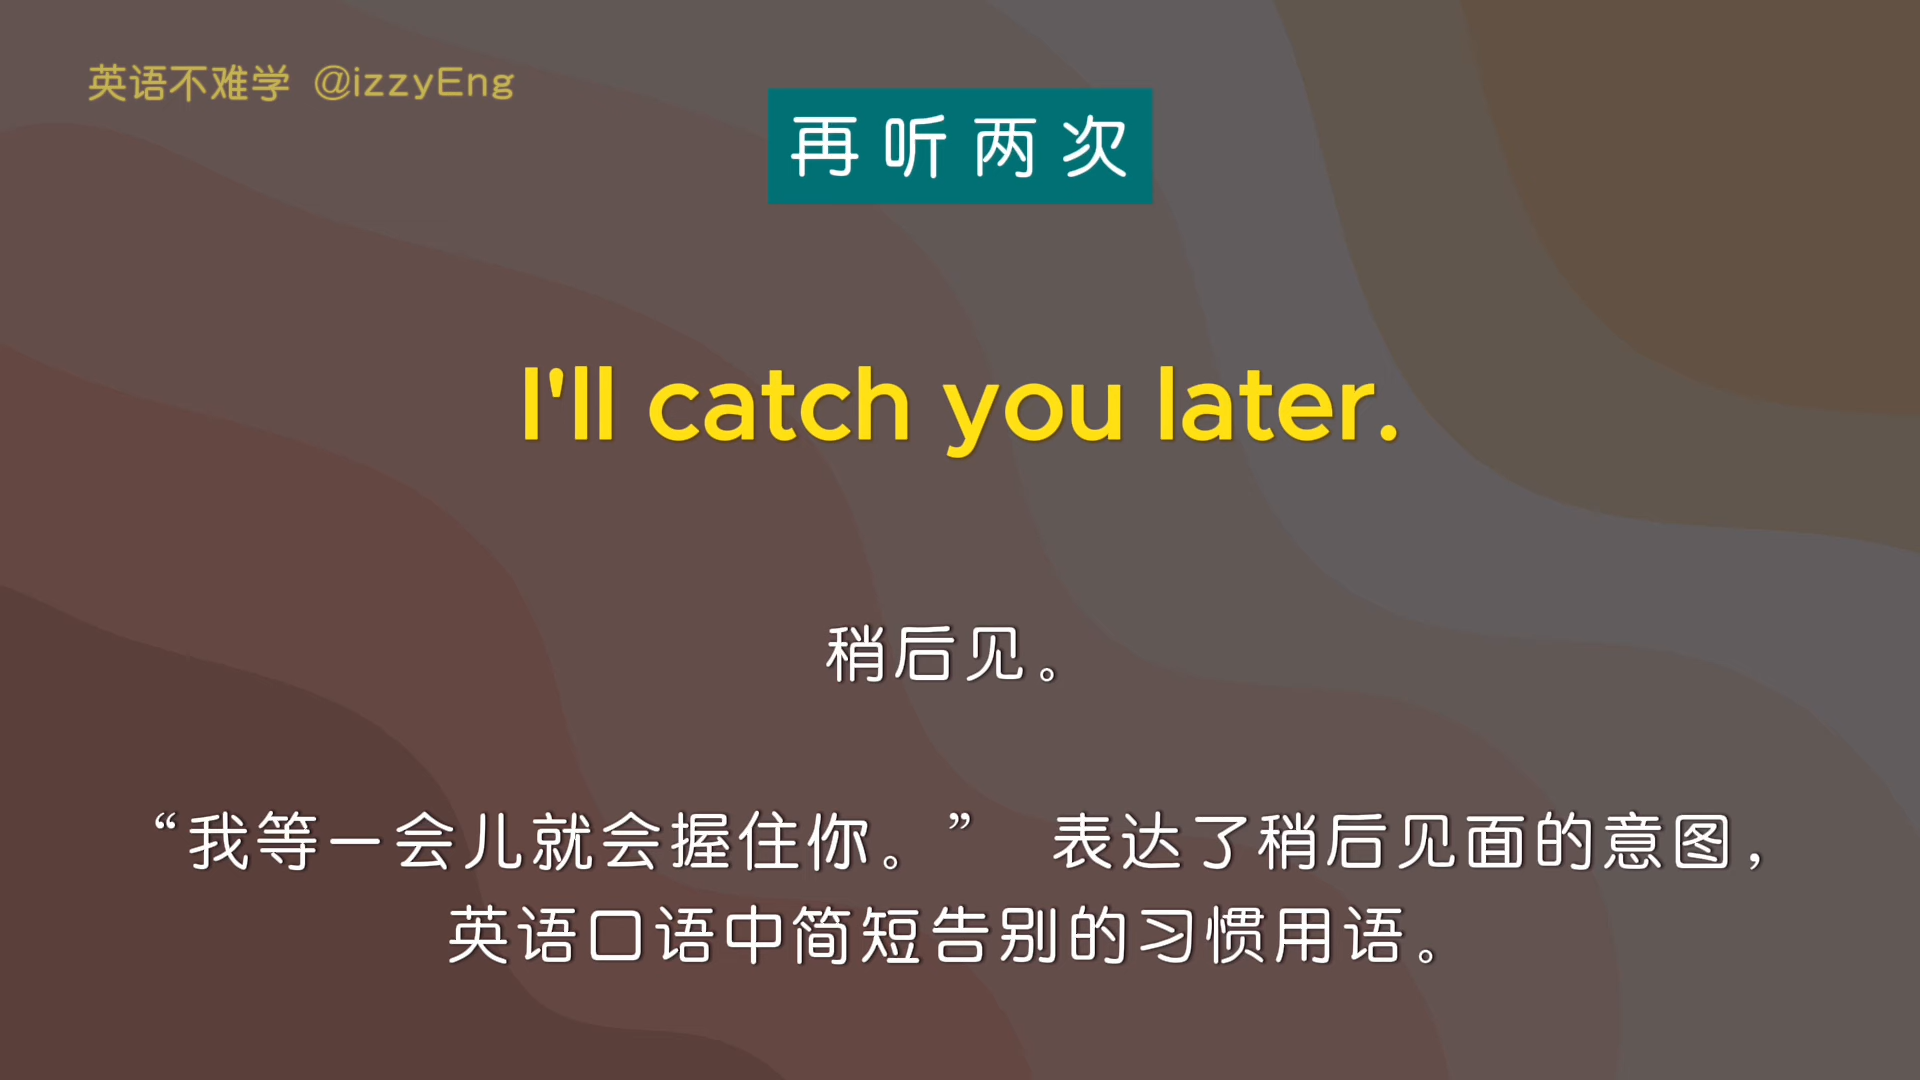 英语不难学 @izzyEng
再听两次
I'll catch you later.
稍后见。
“我等一会儿就会握住你。” 表达了稍后见面的意图，
英语口语中简短告别的习惯用语。